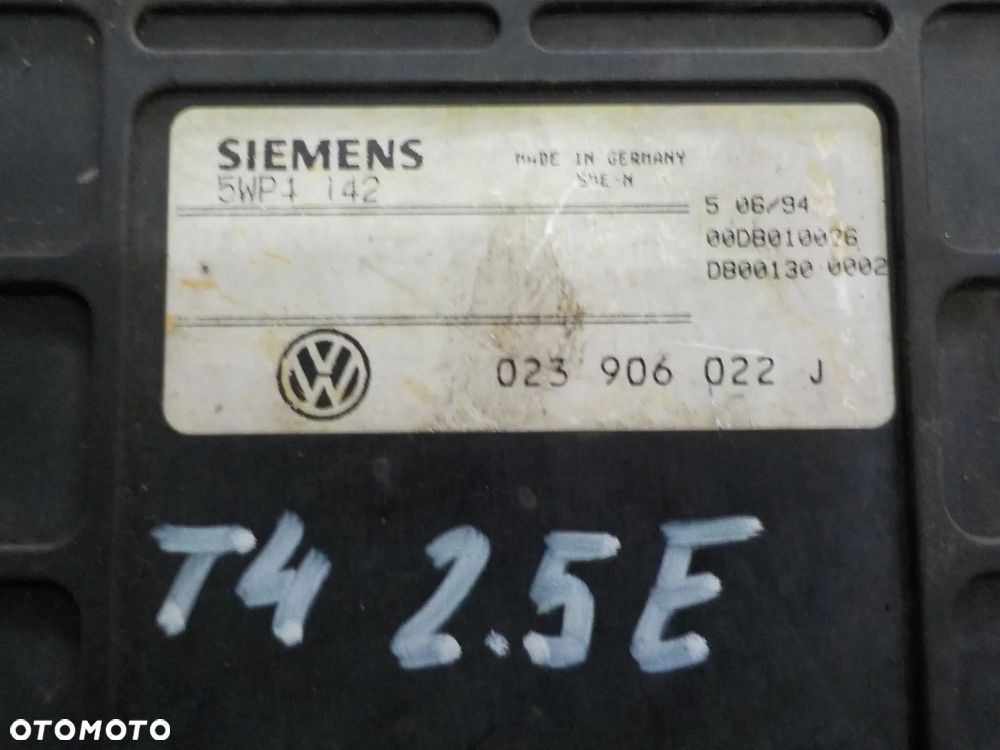 SIEMENS
5WP4 142
MADE IN GERMANY
SME-M
5 06/94
00DB010026
DB00130 0002
023 906 022 J
T4 2.5E
OTOMOTO